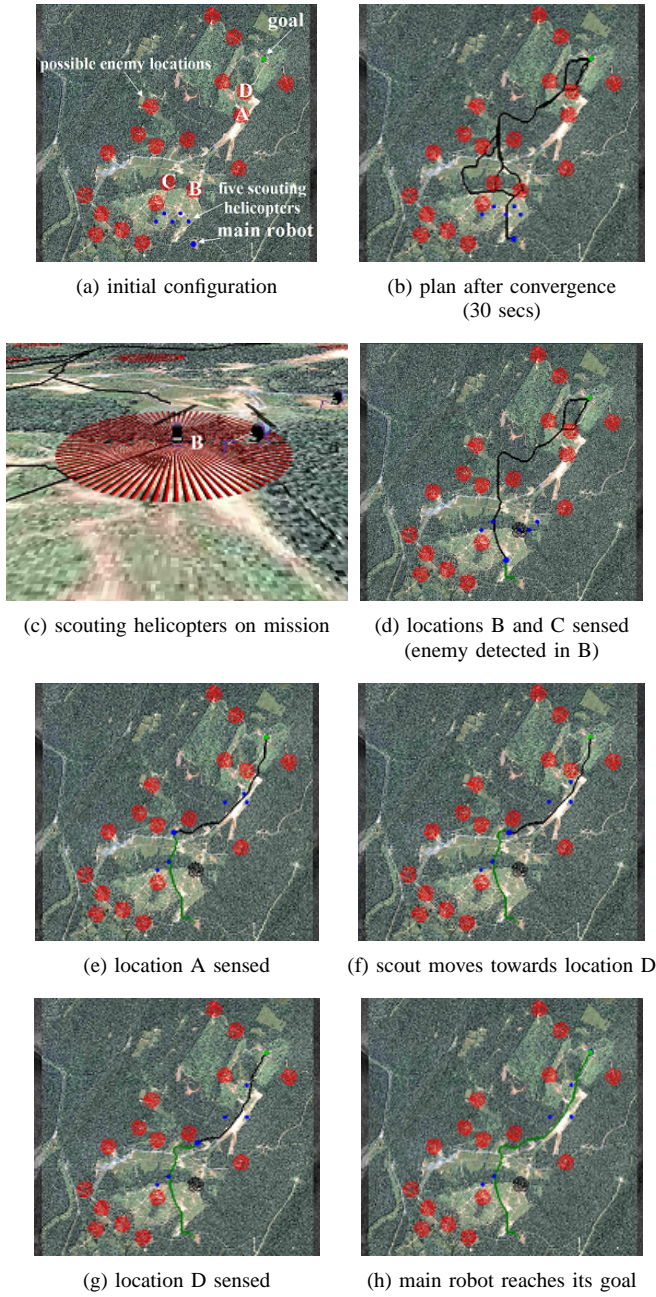 goal
possible enemy locations
D
A
C
B
five scouting
helicopters
main robot
(a) initial configuration
(b) plan after convergence
(30 secs)
B
(c) scouting helicopters on mission
(d) locations B and C sensed
(enemy detected in B)
(e) location A sensed
(f) scout moves towards location D
(g) location D sensed
(h) main robot reaches its goal